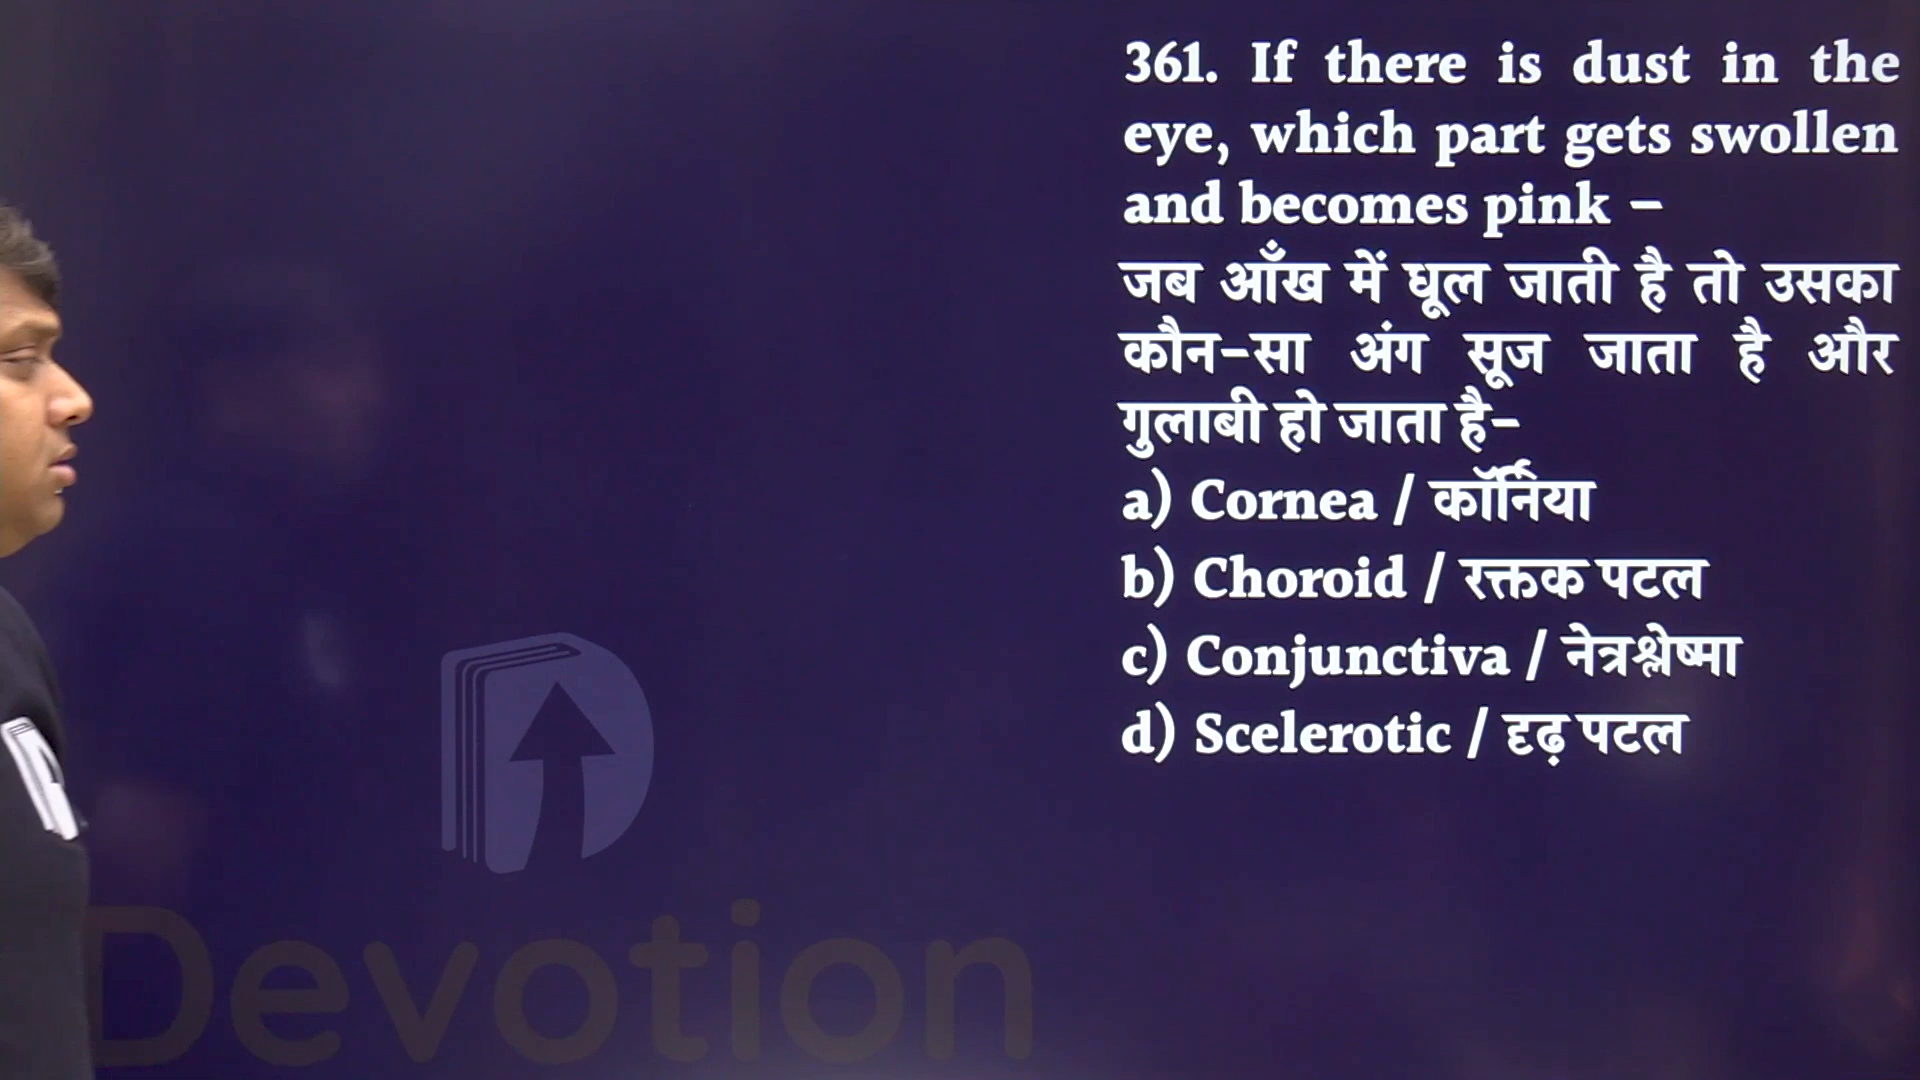 361. If there is dust in the
eye, which part gets swollen
and becomes pink –
जब आँख में धूल जाती है तो उसका
कौन-सा अंग सूज जाता है और
गुलाबी हो जाता है-
a) Cornea / कॉर्निया
b) Choroid / रक्तक पटल
c) Conjunctiva / नेत्रश्लेष्मा
d) Scelerotic / दृढ़ पटल
Devotion